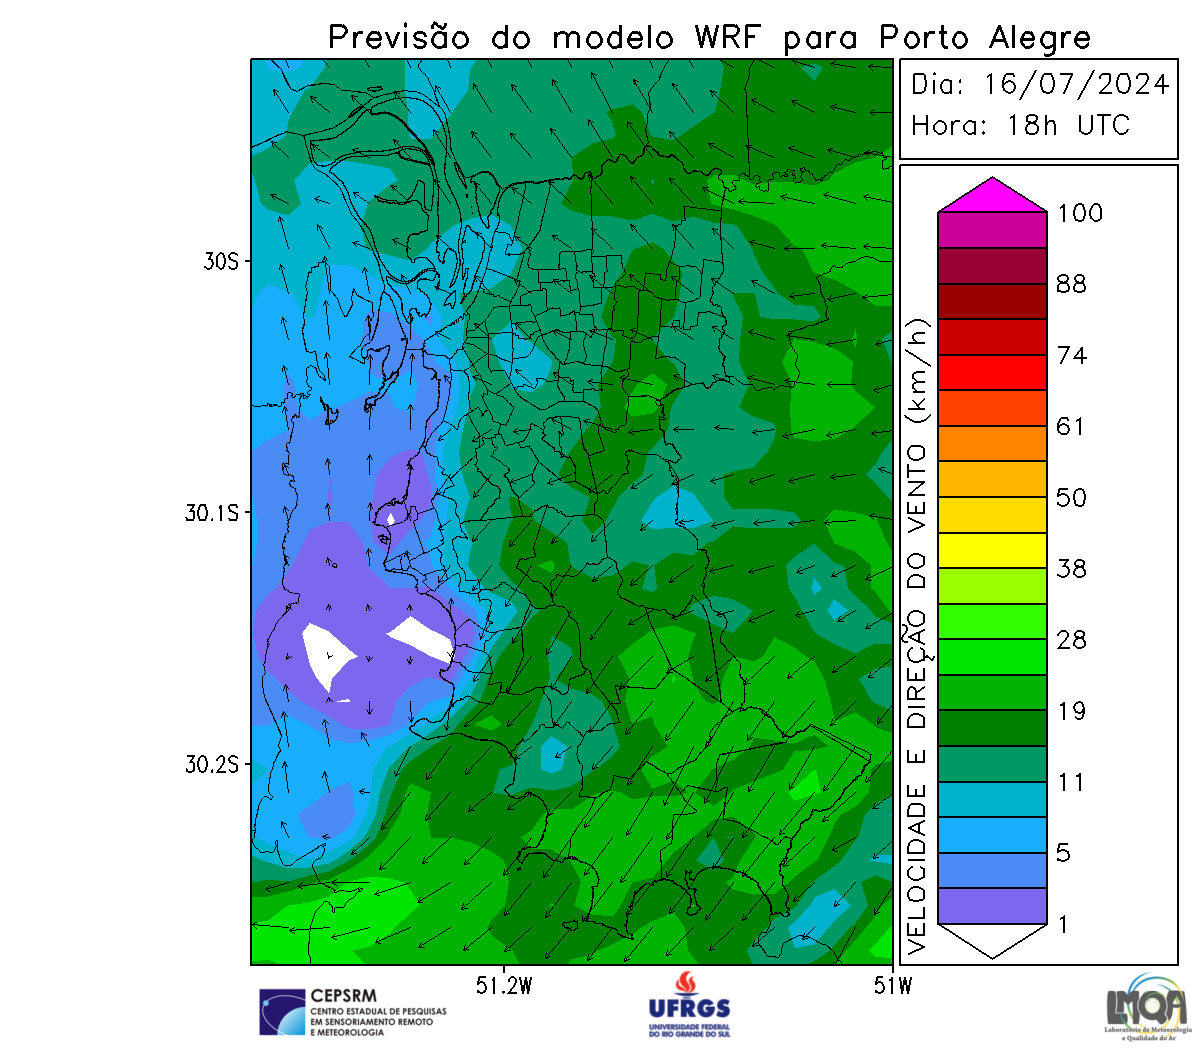 Previsão do modelo WRF para Porto Alegre
Dia: 16/07/2024
Hora: 18h UTC
30S
30.1S
30.2S
51.2W
51W
VELOCIDADE E DIREÇÃO DO VENTO (km/h)
100
88
74
61
50
38
28
19
11
5
1
CEPSRM
CENTRO ESTADUAL DE PESQUISAS
EM SENSORIAMENTO REMOTO
E METEOROLOGIA
UFRGS
UNIVERSIDADE FEDERAL
DO RIO GRANDE DO SUL
LMQA
Laboratório de Meteorologia
e Qualidade do Ar